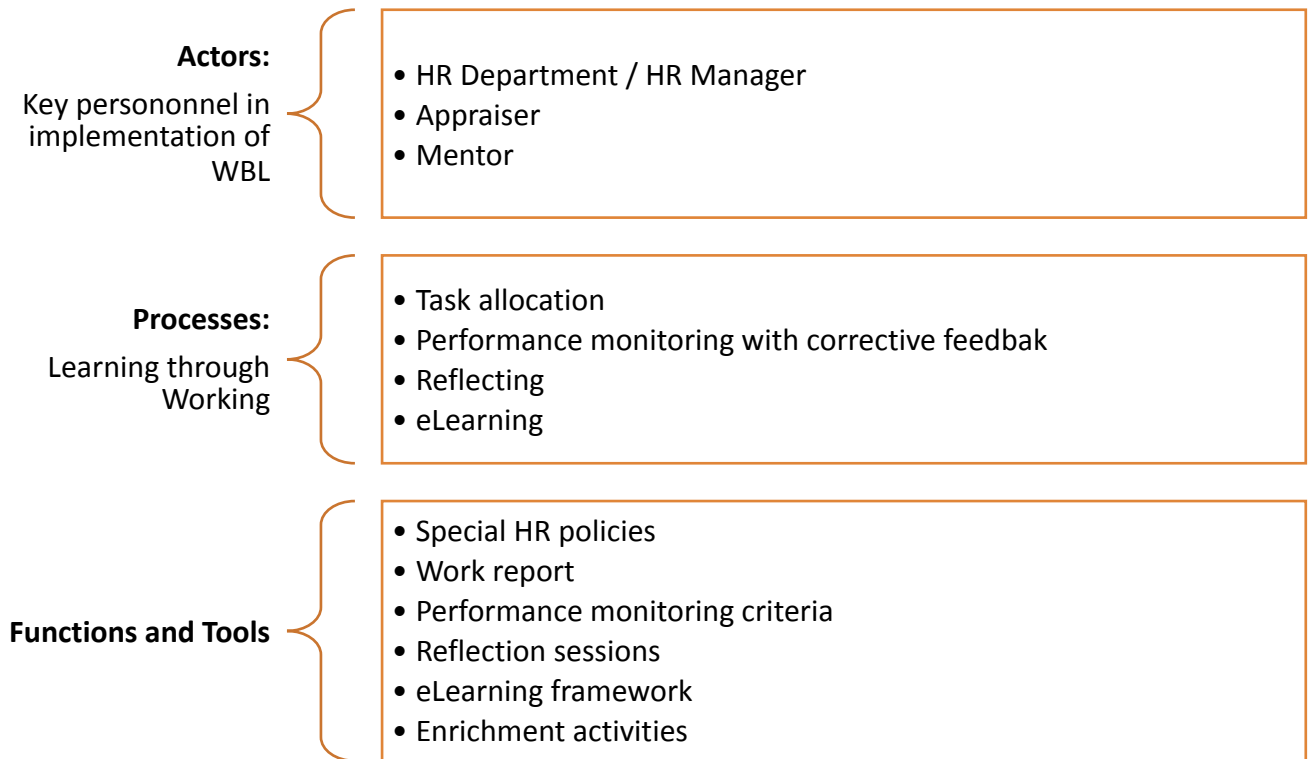 Actors:
Key persononnel in
implementation of
WBL
• HR Department / HR Manager
• Appraiser
• Mentor
Processes:
Learning through
Working
• Task allocation
• Performance monitoring with corrective feedbak
• Reflecting
• eLearning
Functions and Tools
• Special HR policies
• Work report
• Performance monitoring criteria
• Reflection sessions
• eLearning framework
• Enrichment activities